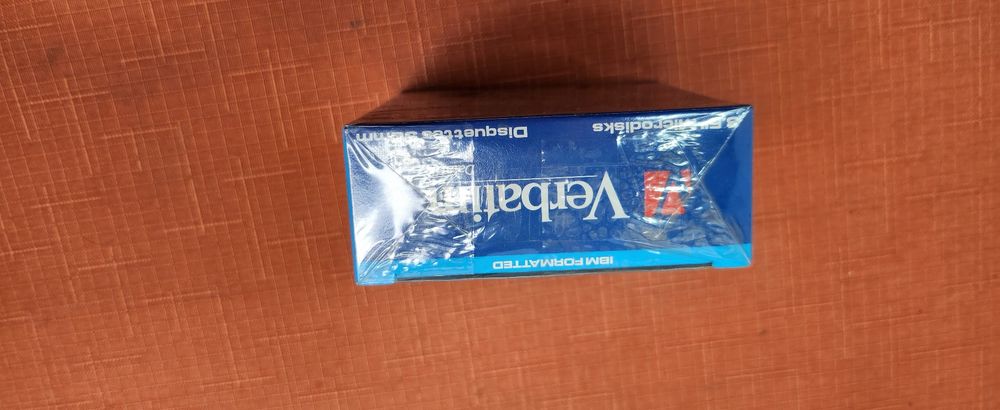 IBM FORMATTED
Verbatim
Microdisks Disquettes